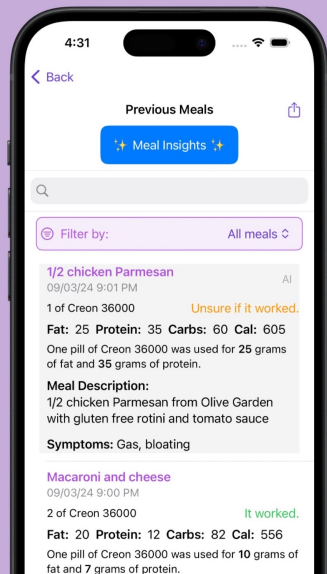 4:31
Back
Previous Meals
✨ Meal Insights ✨
Filter by:
All meals
1/2 chicken Parmesan
AI
09/03/24 9:01 PM
1 of Creon 36000
Unsure if it worked.
Fat: 25 Protein: 35 Carbs: 60 Cal: 605
One pill of Creon 36000 was used for 25 grams
of fat and 35 grams of protein.
Meal Description:
1/2 chicken Parmesan from Olive Garden
with gluten free rotini and tomato sauce
Symptoms: Gas, bloating
Macaroni and cheese
09/03/24 9:00 PM
2 of Creon 36000
It worked.
Fat: 20 Protein: 12 Carbs: 82 Cal: 556
One pill of Creon 36000 was used for 10 grams of
fat and 7 grams of protein.